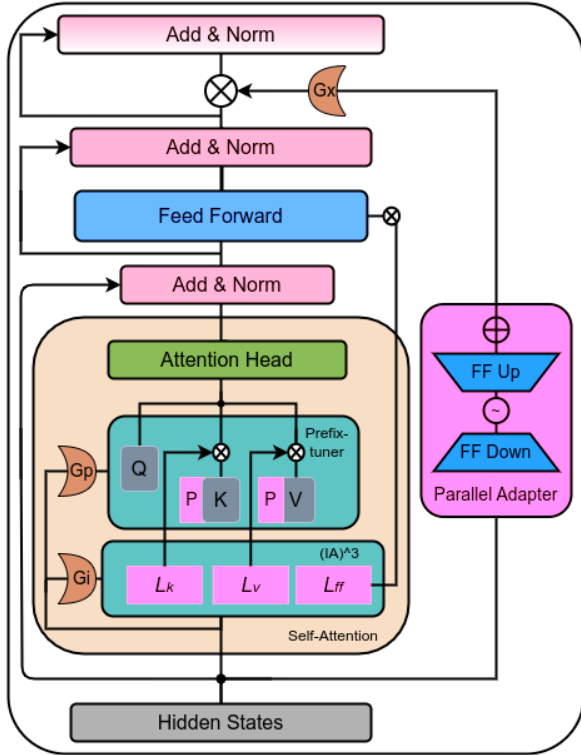 Add & Norm
Gx
Add & Norm
Feed Forward
Add & Norm
Attention Head
FF Up
~
FF Down
Parallel Adapter
Prefix-
tuner
Q
P K
P V
Gp
(IA)^3
Gi
Lk
Lv
Lff
Self-Attention
Hidden States